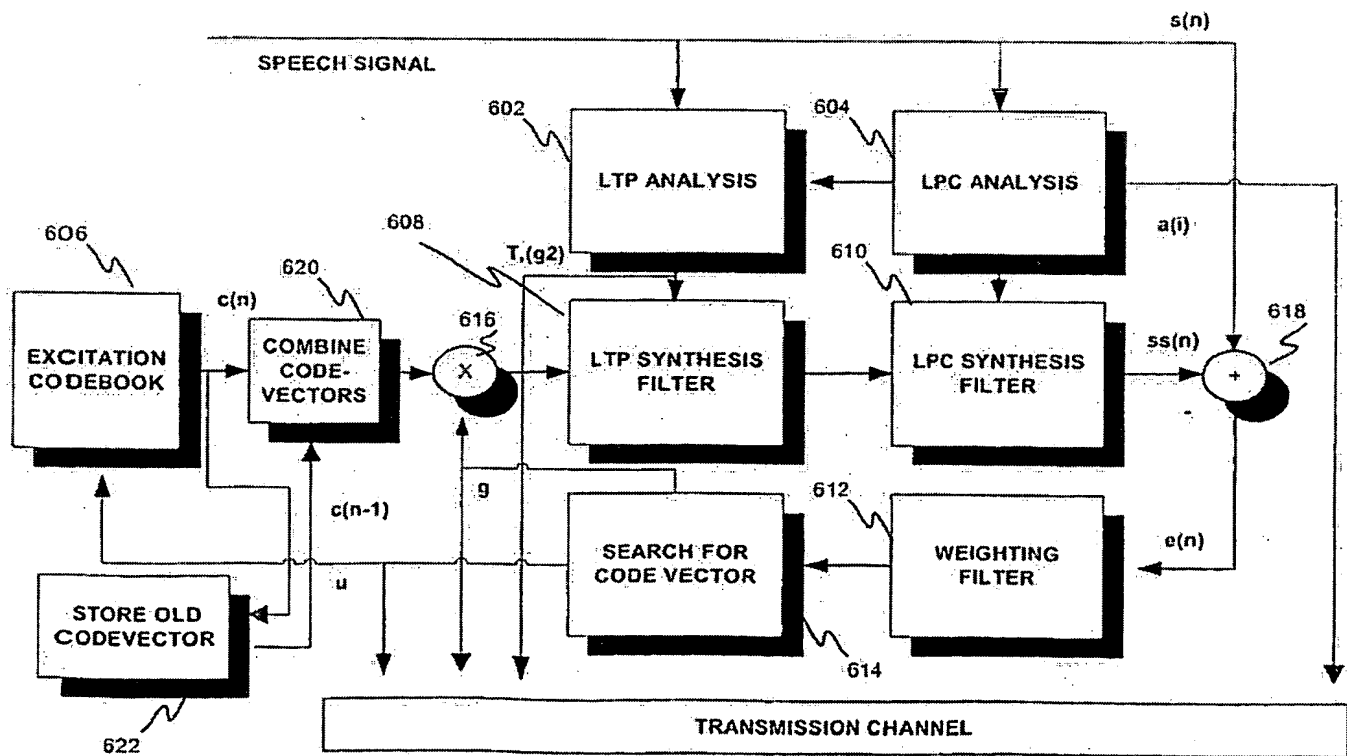 s(n)
SPEECH SIGNAL
602
604
LTP ANALYSIS
LPC ANALYSIS
a(i)
606
608
T,(g2)
610
620
c(n)
616
618
ss(n)
EXCITATION
CODEBOOK
COMBINE
CODE-
VECTORS
X
LTP SYNTHESIS
FILTER
LPC SYNTHESIS
FILTER
+
-
g
612
c(n-1)
e(n)
SEARCH FOR
CODE VECTOR
WEIGHTING
FILTER
u
STORE OLD
CODEVECTOR
614
622
TRANSMISSION CHANNEL